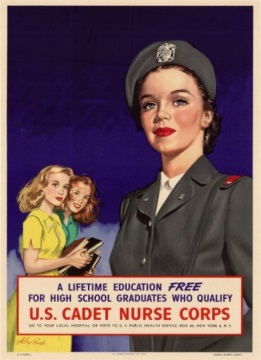 A LIFETIME EDUCATION FREE
FOR HIGH SCHOOL GRADUATES WHO QUALIFY
U.S. CADET NURSE CORPS
GO TO YOUR LOCAL HOSPITAL OR WRITE TO U.S. PUBLIC HEALTH SERVICE, BOX 88, NEW YORK 8, N.Y.